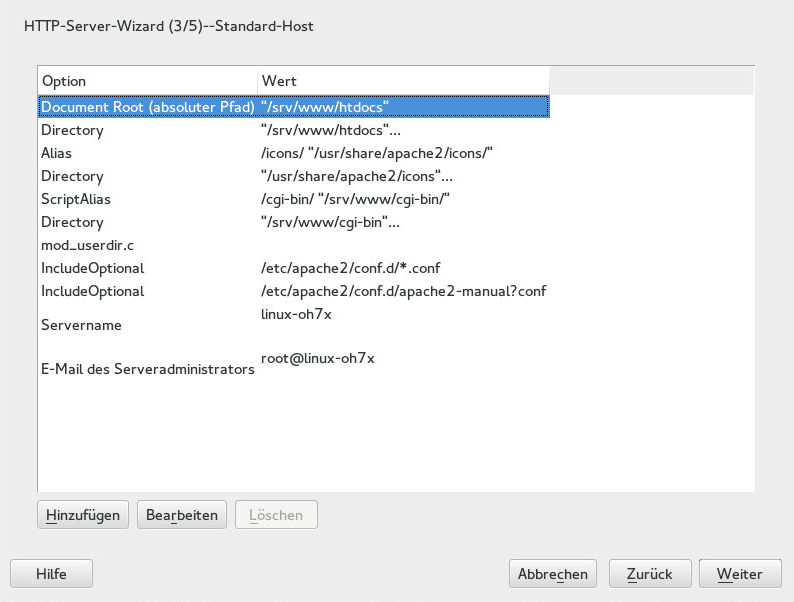 HTTP-Server-Wizard (3/5)--Standard-Host
Option Wert
Document Root (absoluter Pfad) "/srv/www/htdocs"
Directory "/srv/www/htdocs"...
Alias /icons/ "/usr/share/apache2/icons/"
Directory "/usr/share/apache2/icons"...
ScriptAlias /cgi-bin/ "/srv/www/cgi-bin/"
Directory "/srv/www/cgi-bin"...
mod_userdir.c
IncludeOptional /etc/apache2/conf.d/*.conf
IncludeOptional /etc/apache2/conf.d/apache2-manual?conf
Servername linux-oh7x
E-Mail des Serveradministrators root@linux-oh7x
Hinzufügen Bearbeiten Löschen
Hilfe Abbrechen Zurück Weiter